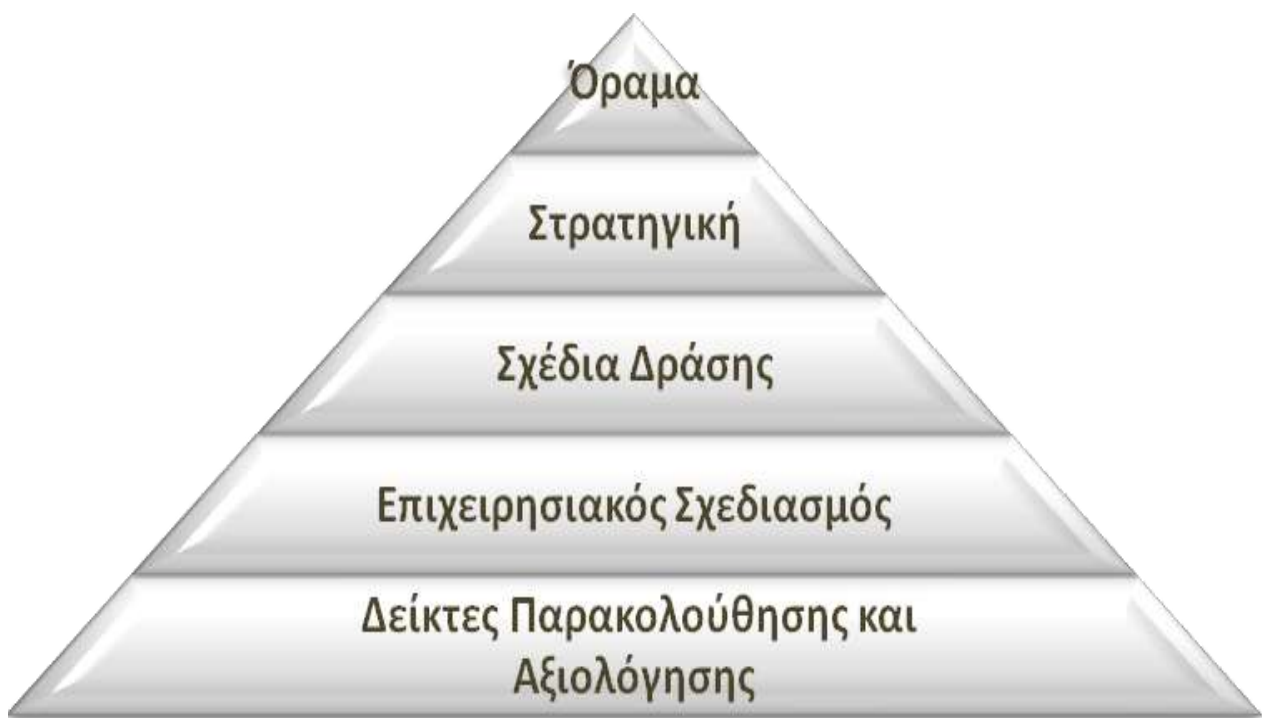 Όραμα
Στρατηγική
Σχέδια Δράσης
Επιχειρησιακός Σχεδιασμός
Δείκτες Παρακολούθησης και
Αξιολόγησης